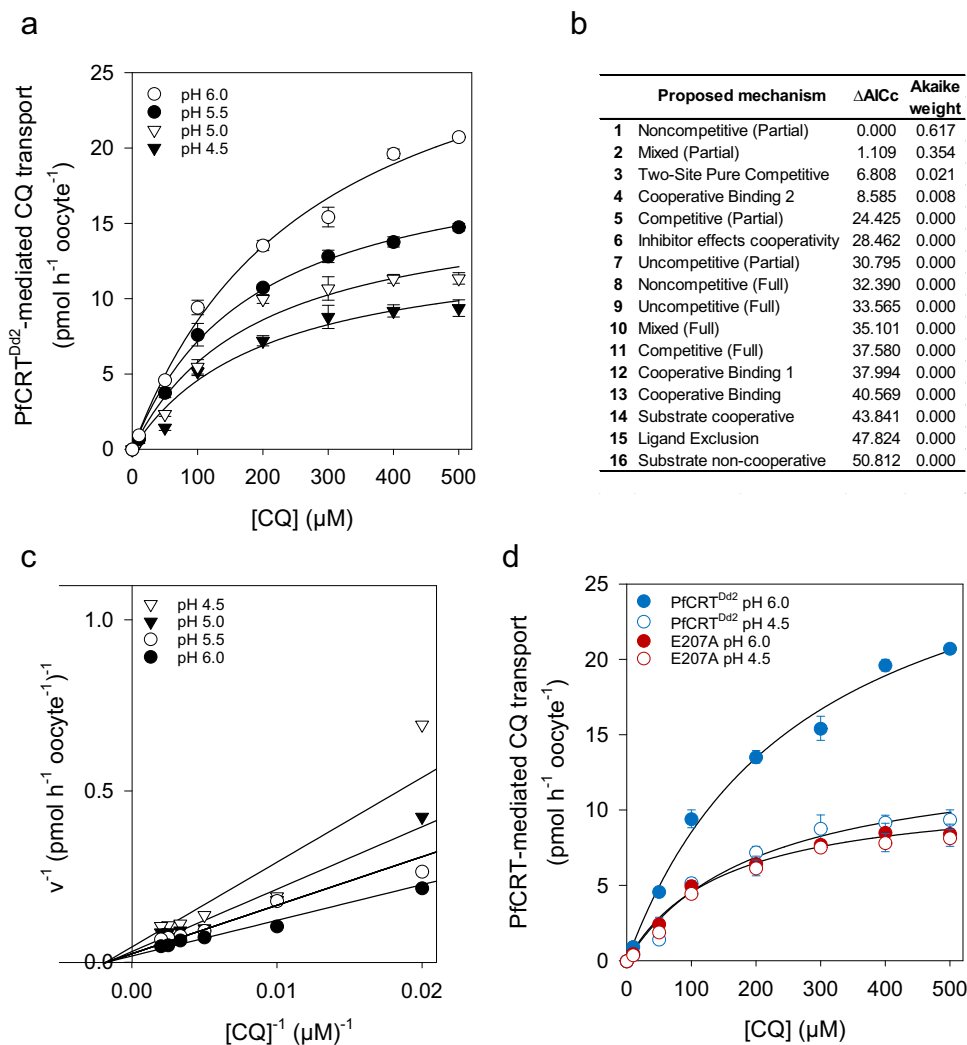 a
PfCRT^Dd2-mediated CQ transport
(pmol h⁻¹ oocyte⁻¹)
25
20
15
10
5
0
pH 6.0
pH 5.5
pH 5.0
pH 4.5
0 100 200 300 400 500
[CQ] (µM)
b
Proposed mechanism ΔAICc Akaike weight
1 Noncompetitive (Partial) 0.000 0.617
2 Mixed (Partial) 1.109 0.354
3 Two-Site Pure Competitive 6.808 0.021
4 Cooperative Binding 2 8.585 0.008
5 Competitive (Partial) 24.425 0.000
6 Inhibitor effects cooperativity 28.462 0.000
7 Uncompetitive (Partial) 30.795 0.000
8 Noncompetitive (Full) 32.390 0.000
9 Uncompetitive (Full) 33.565 0.000
10 Mixed (Full) 35.101 0.000
11 Competitive (Full) 37.580 0.000
12 Cooperative Binding 1 37.994 0.000
13 Cooperative Binding 40.569 0.000
14 Substrate cooperative 43.841 0.000
15 Ligand Exclusion 47.824 0.000
16 Substrate non-cooperative 50.812 0.000
c
v⁻¹ (pmol h⁻¹ oocyte⁻¹)⁻¹
1.0
0.5
0.0
pH 4.5
pH 5.0
pH 5.5
pH 6.0
0.00 0.01 0.02
[CQ]⁻¹ (µM)⁻¹
d
PfCRT-mediated CQ transport
(pmol h⁻¹ oocyte⁻¹)
25
20
15
10
5
0
PfCRT^Dd2 pH 6.0
PfCRT^Dd2 pH 4.5
E207A pH 6.0
E207A pH 4.5
0 100 200 300 400 500
[CQ] (µM)